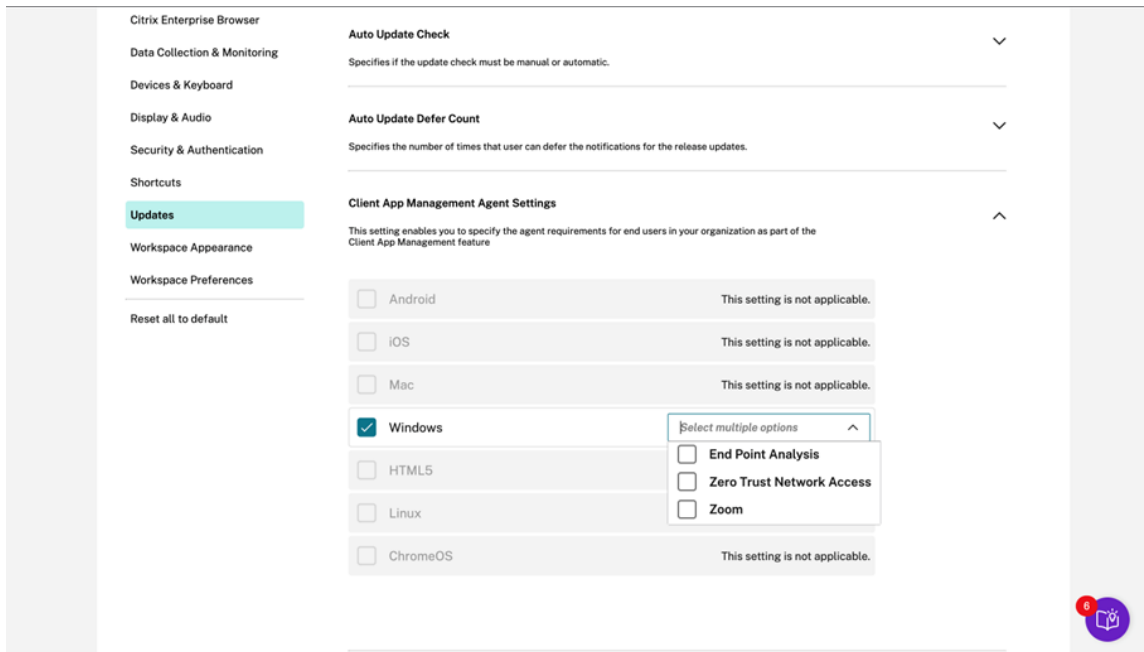 Citrix Enterprise Browser
Data Collection & Monitoring
Devices & Keyboard
Display & Audio
Security & Authentication
Shortcuts
Updates
Workspace Appearance
Workspace Preferences
Reset all to default
Auto Update Check
Specifies if the update check must be manual or automatic.
Auto Update Defer Count
Specifies the number of times that user can defer the notifications for the release updates.
Client App Management Agent Settings
This setting enables you to specify the agent requirements for end users in your organization as part of the
Client App Management feature
Android This setting is not applicable.
iOS This setting is not applicable.
Mac This setting is not applicable.
Windows Select multiple options
End Point Analysis
Zero Trust Network Access
Zoom
HTML5
Linux
ChromeOS This setting is not applicable.
6